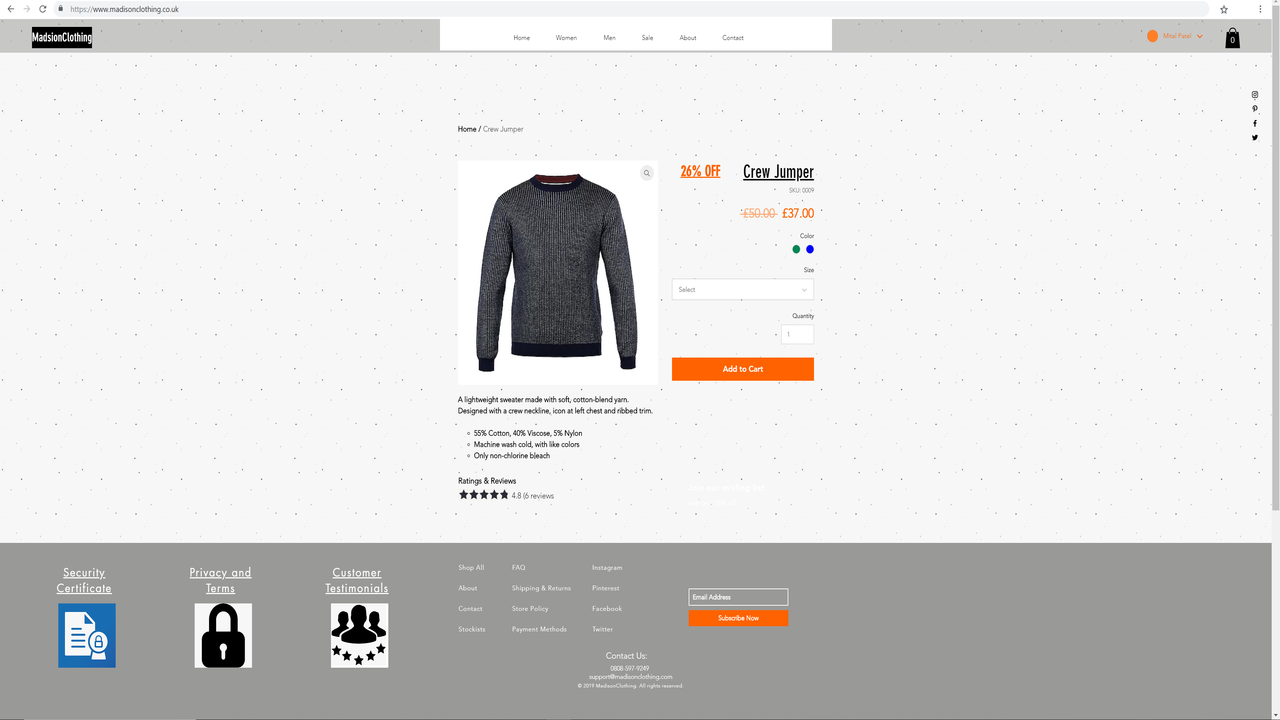 https://www.madisonclothing.co.uk
MadsionClothing
Home Women Men Sale About Contact
Mital Patel
0
Home / Crew Jumper
26% OFF
Crew Jumper
SKU: 0009
£50.00 £37.00
Color
Size
Select
Quantity
1
Add to Cart
A lightweight sweater made with soft, cotton-blend yarn.
Designed with a crew neckline, icon at left chest and ribbed trim.
55% Cotton, 40% Viscose, 5% Nylon
Machine wash cold, with like colors
Only non-chlorine bleach
Ratings & Reviews
4.8 (6 reviews
Security
Certificate
Privacy and
Terms
Customer
Testimonials
Shop All FAQ Instagram
About Shipping & Returns Pinterest
Contact Store Policy Facebook
Stockists Payment Methods Twitter
Email Address
Subscribe Now
Contact Us:
0808-597-9249
support@madisonclothing.com
© 2019 MadisonClothing. All rights reserved.